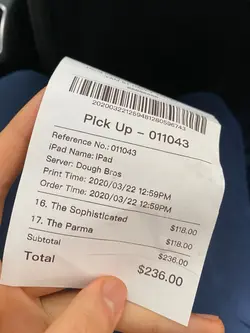 202003221259481280596743
Pick Up - 011043
Reference No.: 011043
iPad Name: iPad
Server: Dough Bros
Print Time: 2020/03/22 12:59PM
Order Time: 2020/03/22 12:59PM
16. The Sophisticated $118.00
17. The Parma $118.00
Subtotal $236.00
Total $236.00